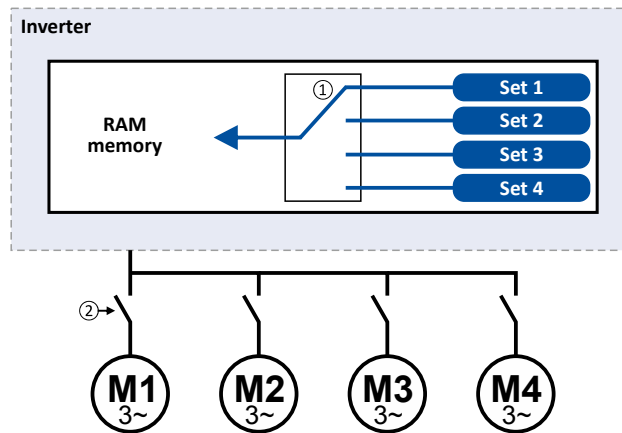 Inverter
① Set 1
RAM
memory
Set 2
Set 3
Set 4
②
M1 M2 M3 M4
3~ 3~ 3~ 3~